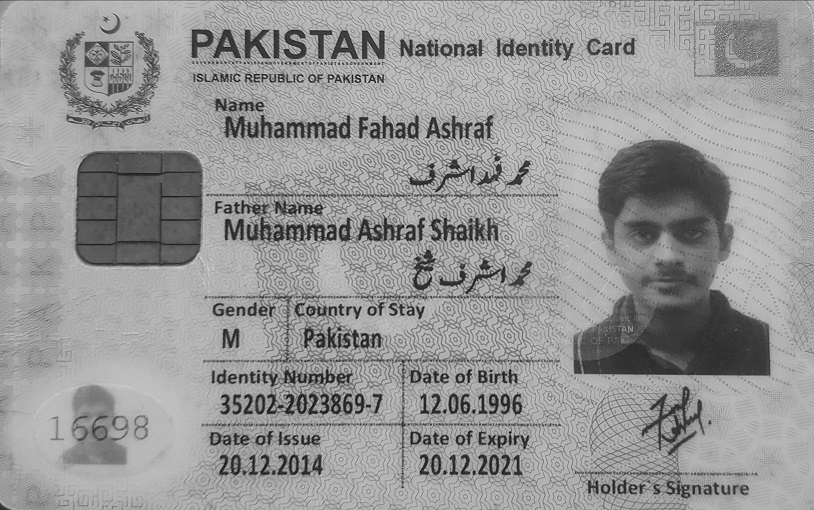 PAKISTAN National Identity Card
ISLAMIC REPUBLIC OF PAKISTAN
Name
Muhammad Fahad Ashraf
محمد فہد اشرف
Father Name
Muhammad Ashraf Shaikh
محمد اشرف شیخ
Gender Country of Stay
M Pakistan
Identity Number Date of Birth
35202-2023869-7 12.06.1996
Date of Issue Date of Expiry
20.12.2014 20.12.2021
16698
PAKISTAN
Holder's Signature